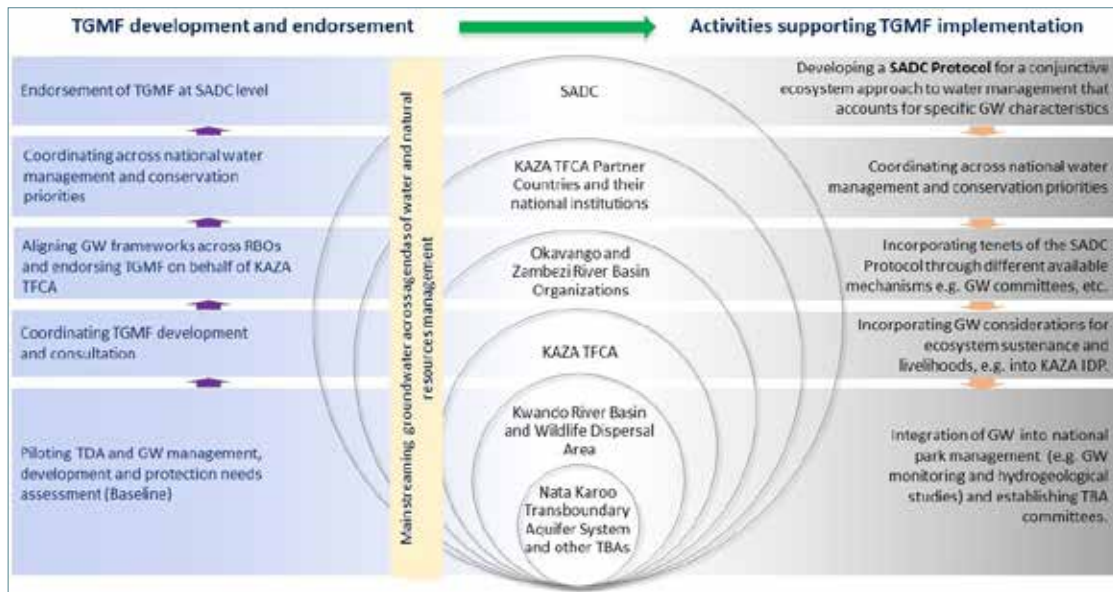 TGMF development and endorsement
Activities supporting TGMF implementation
Endorsement of TGMF at SADC level
Coordinating across national water
management and conservation
priorities
Aligning GW frameworks across RBOs
and endorsing TGMF on behalf of KAZA
TFCA
Coordinating TGMF development
and consultation
Piloting TDA and GW management,
development and protection needs
assessment (Baseline)
Mainstreaming groundwater across agendas of water and natural
resources management
SADC
KAZA TFCA Partner
Countries and their
national institutions
Okavango and
Zambezi River Basin
Organizations
KAZA TFCA
Kwando River Basin
and Wildlife Dispersal
Area
Nata Karoo
Transboundary
Aquifer System
and other TBAs
Developing a SADC Protocol for a conjunctive
ecosystem approach to water management that
accounts for specific GW characteristics
Coordinating across national water
management and conservation priorities
Incorporating tenets of the SADC
Protocol through different available
mechanisms e.g. GW committees, etc.
Incorporating GW considerations for
ecosystem sustenance and
livelihoods, e.g. into KAZA IDP.
Integration of GW into national
park management (e.g. GW
monitoring and hydrogeological
studies) and establishing TBA
committees.